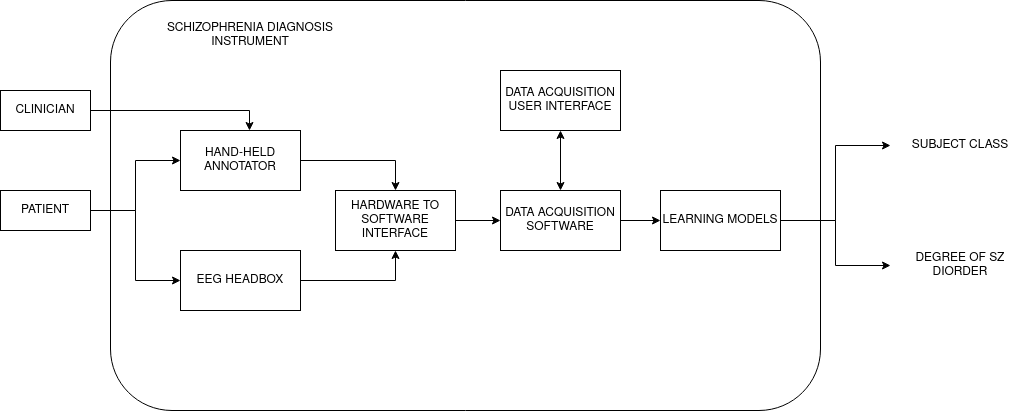 SCHIZOPHRENIA DIAGNOSIS
INSTRUMENT
CLINICIAN
PATIENT
HAND-HELD
ANNOTATOR
EEG HEADBOX
HARDWARE TO
SOFTWARE
INTERFACE
DATA ACQUISITION
USER INTERFACE
DATA ACQUISITION
SOFTWARE
LEARNING MODELS
SUBJECT CLASS
DEGREE OF SZ
DIORDER